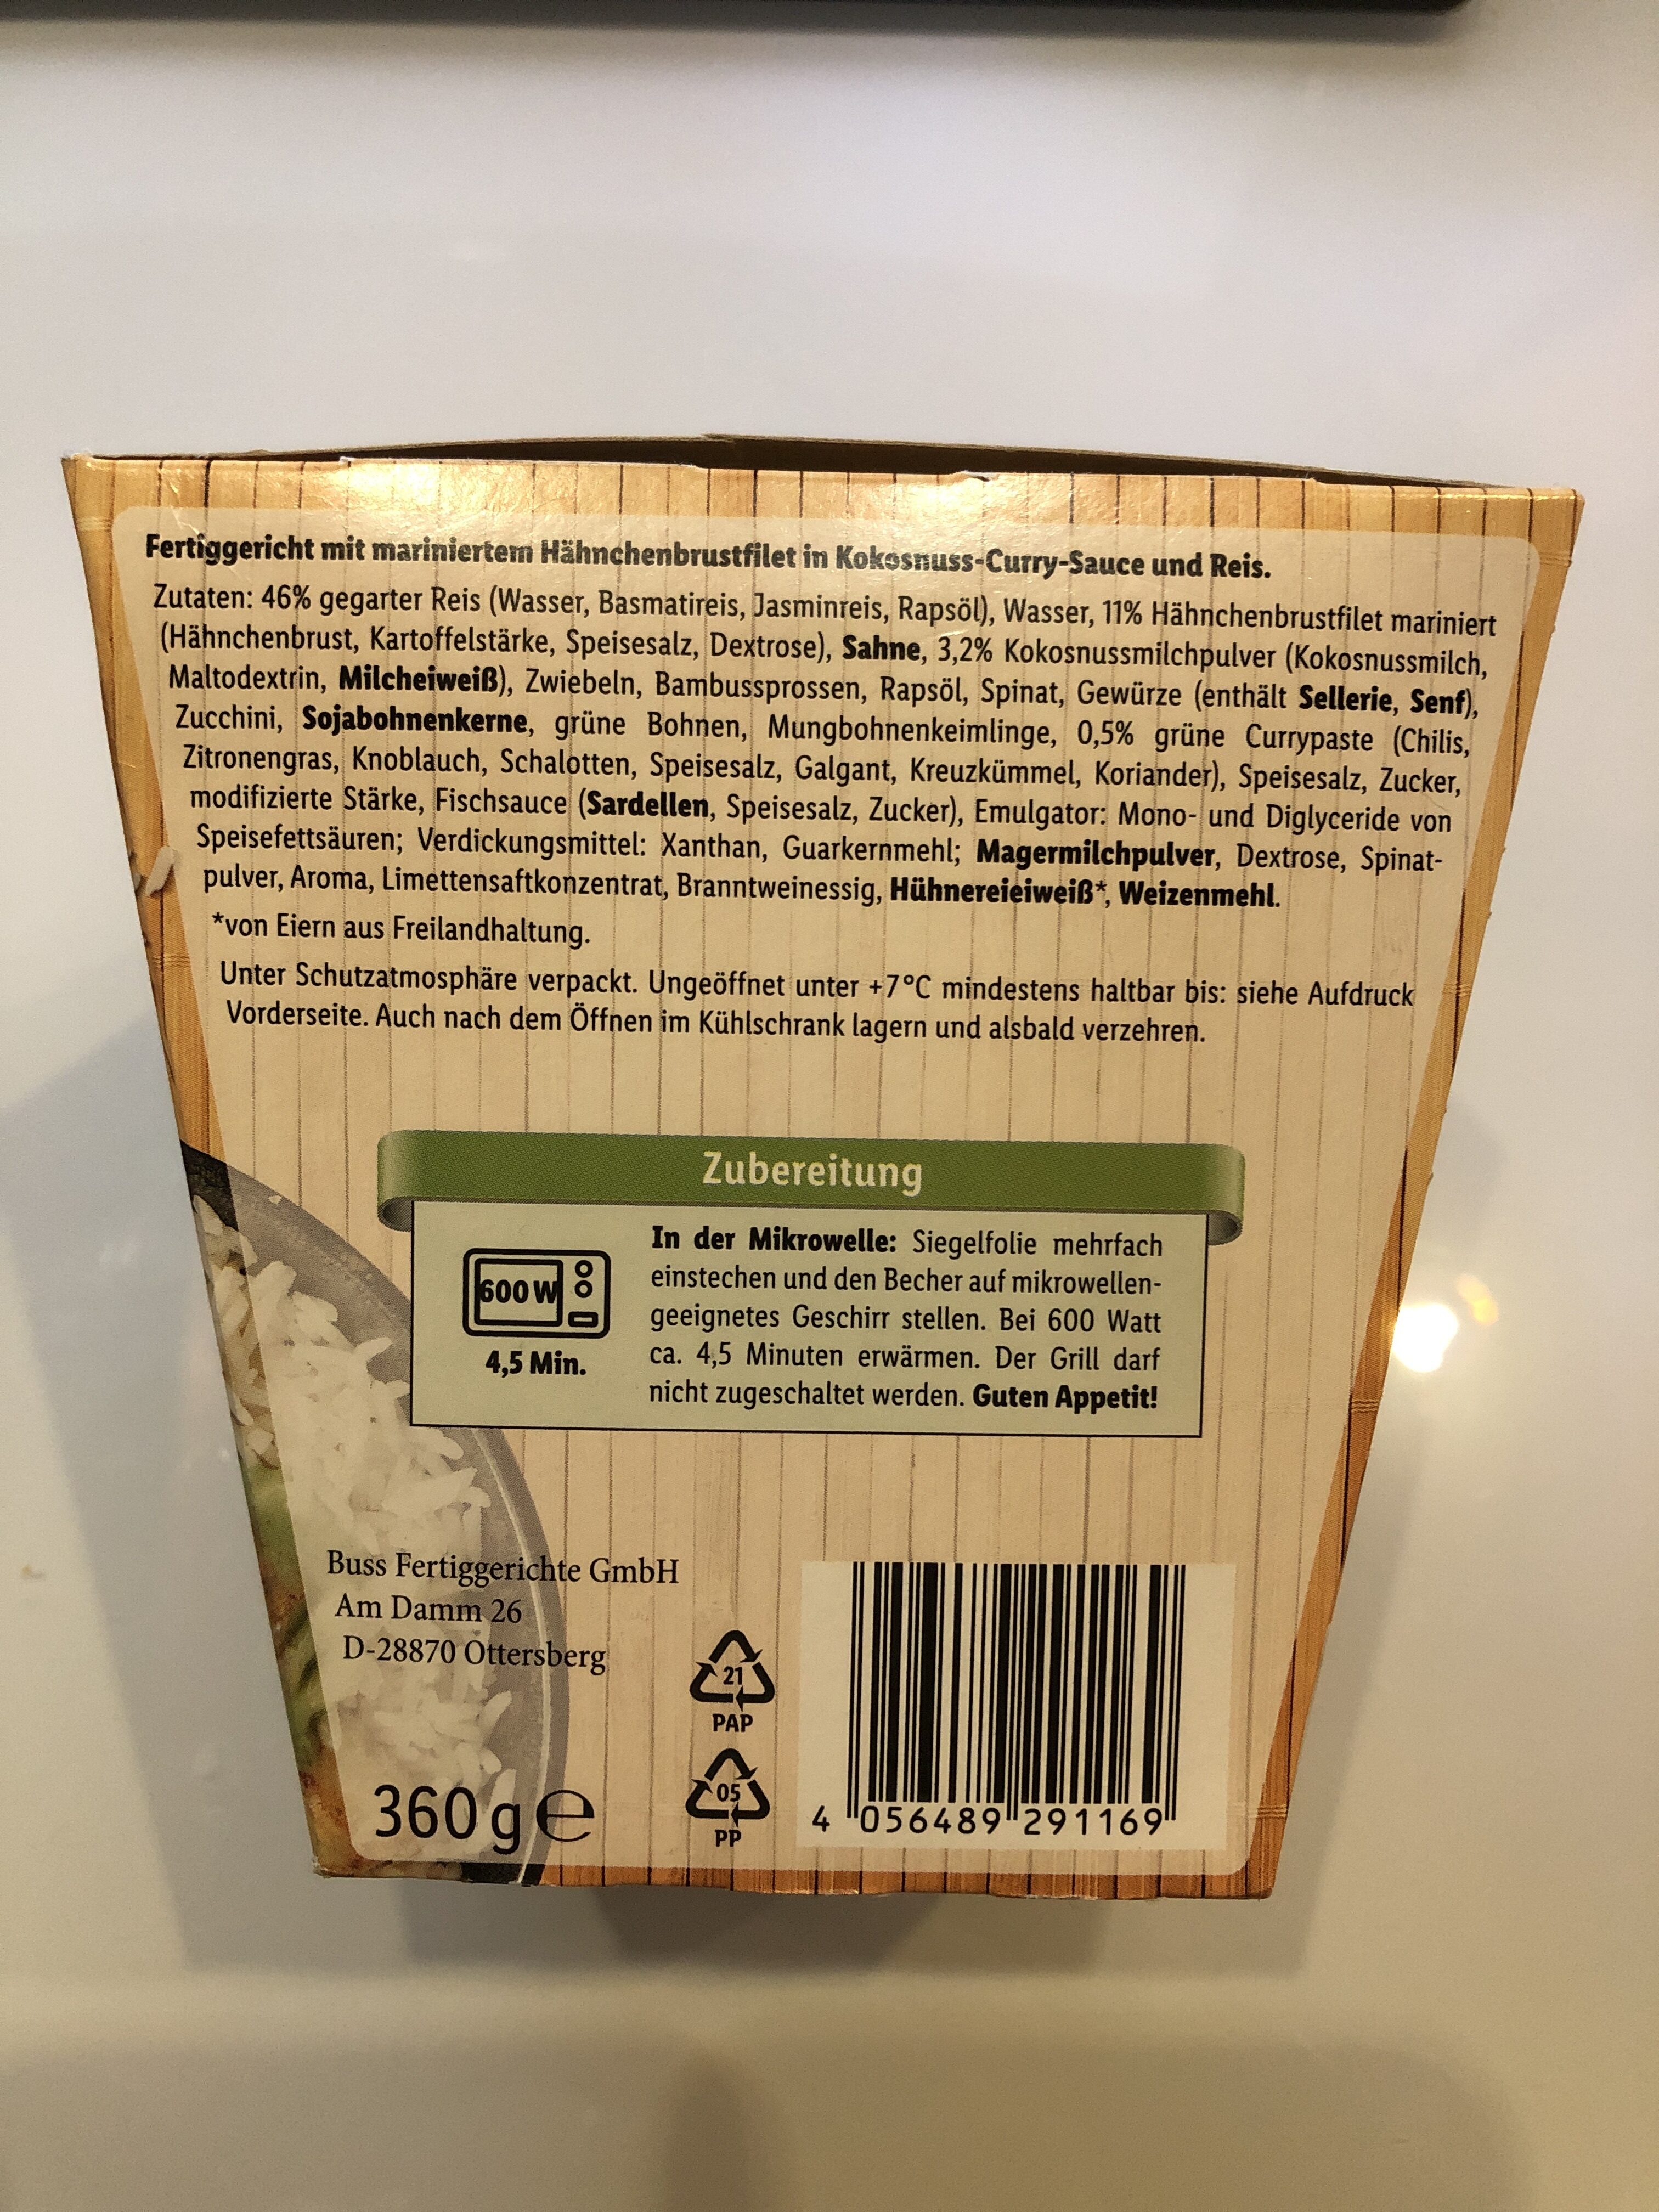 Fertiggericht mit mariniertem Hähnchenbrustfilet in Kokosnuss-Curry-Sauce und Reis.
Zutaten: 46% gegarter Reis (Wasser, Basmatireis, Jasminreis, Rapsöl), Wasser, 11% Hähnchenbrustfilet mariniert
(Hähnchenbrust, Kartoffelstärke, Speisesalz, Dextrose), Sahne, 3,2% Kokosnussmilchpulver (Kokosnussmilch,
Maltodextrin, Milcheiweiß), Zwiebeln, Bambussprossen, Rapsöl, Spinat, Gewürze (enthält Sellerie, Senf),
Zucchini, Sojabohnenkerne, grüne Bohnen, Mungbohnenkeimlinge, 0,5% grüne Currypaste (Chilis,
Zitronengras, Knoblauch, Schalotten, Speisesalz, Galgant, Kreuzkümmel, Koriander), Speisesalz, Zucker,
modifizierte Stärke, Fischsauce (Sardellen, Speisesalz, Zucker), Emulgator: Mono- und Diglyceride von
Speisefettsäuren; Verdickungsmittel: Xanthan, Guarkernmehl; Magermilchpulver, Dextrose, Spinat-
pulver, Aroma, Limettensaftkonzentrat, Branntweinessig, Hühnereieiweiß*, Weizenmehl.
*von Eiern aus Freilandhaltung.
Unter Schutzatmosphäre verpackt. Ungeöffnet unter +7°C mindestens haltbar bis: siehe Aufdruck
Vorderseite. Auch nach dem Öffnen im Kühlschrank lagern und alsbald verzehren.
Zubereitung
600 W
4,5 Min.
In der Mikrowelle: Siegelfolie mehrfach
einstechen und den Becher auf mikrowellen-
geeignetes Geschirr stellen. Bei 600 Watt
ca. 4,5 Minuten erwärmen. Der Grill darf
nicht zugeschaltet werden. Guten Appetit!
Buss Fertiggerichte GmbH
Am Damm 26
D-28870 Ottersberg
21
PAP
05
PP
360 g e
4 056489 291169